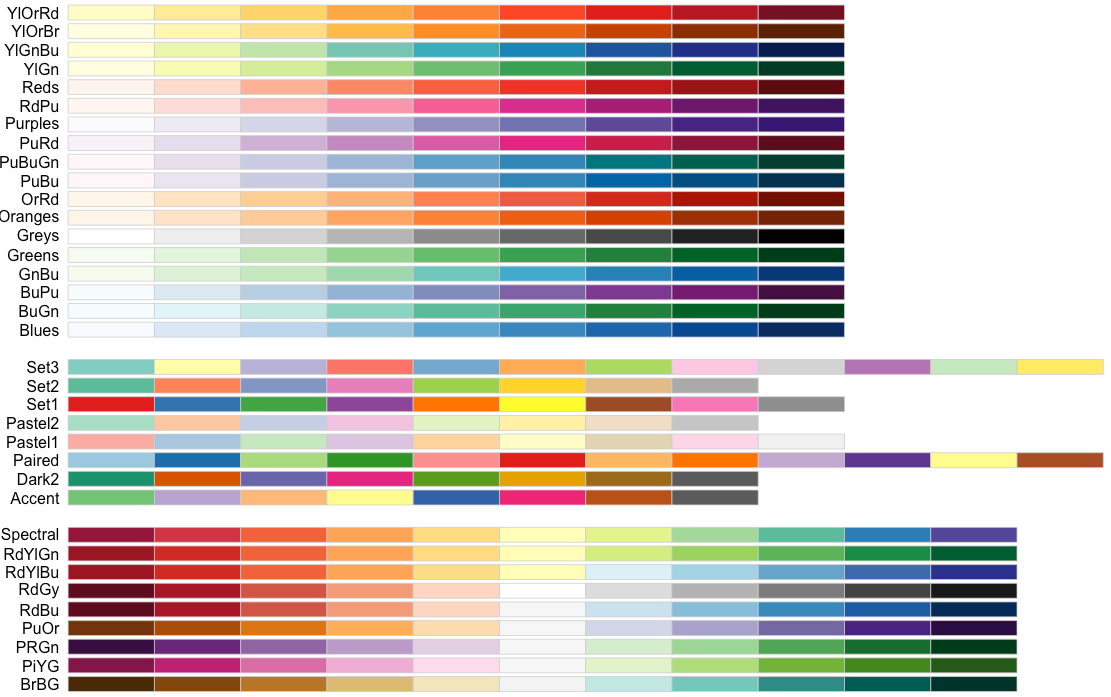 YlOrRd
YlOrBr
YlGnBu
YlGn
Reds
RdPu
Purples
PuRd
PuBuGn
PuBu
OrRd
Oranges
Greys
Greens
GnBu
BuPu
BuGn
Blues
Set3
Set2
Set1
Pastel2
Pastel1
Paired
Dark2
Accent
Spectral
RdYlGn
RdYlBu
RdGy
RdBu
PuOr
PRGn
PiYG
BrBG